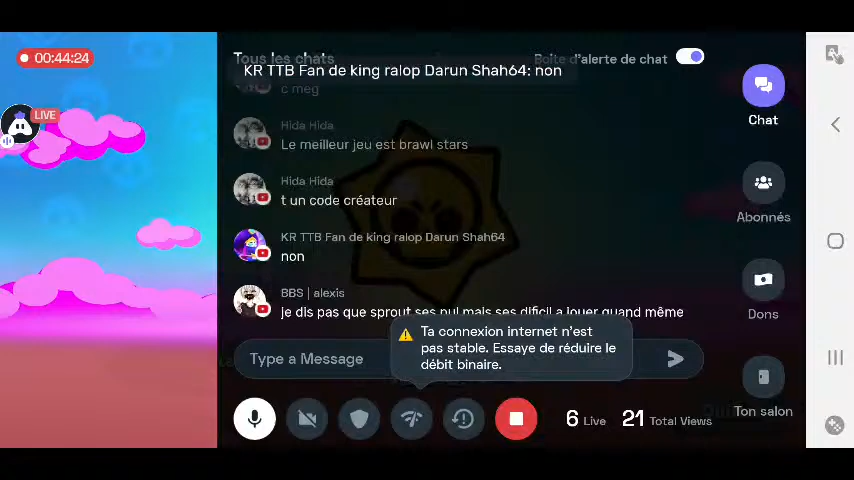 00:44:24
Tous les chats
Boîte d'alerte de chat
KR TTB Fan de king ralop Darun Shah64: non
c meg
LIVE
Chat
Hida Hida
Le meilleur jeu est brawl stars
Hida Hida
t un code créateur
Abonnés
KR TTB Fan de king ralop Darun Shah64
non
BBS | alexis
je dis pas que sprout ses nul mais ses dificil a jouer quand même
Dons
Ta connexion internet n'est
pas stable. Essaye de réduire le
débit binaire.
Type a Message
Ton salon
6 Live 21 Total Views